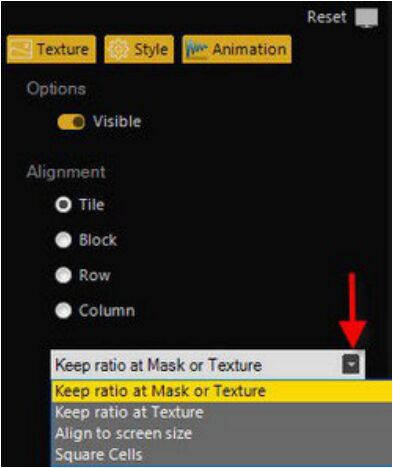 Reset
Texture Style Animation
Options
Visible
Alignment
Tile
Block
Row
Column
Keep ratio at Mask or Texture
Keep ratio at Mask or Texture
Keep ratio at Texture
Align to screen size
Square Cells